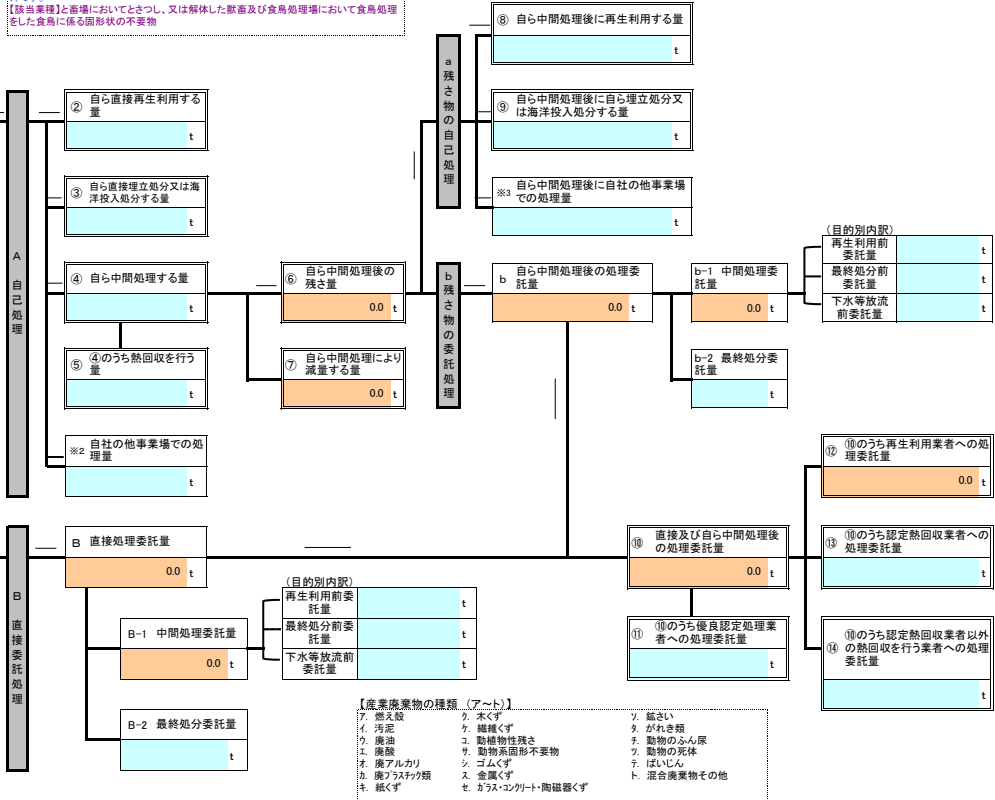 【該当業種】と畜場においてとさつし、又は解体した獣畜及び食鳥処理場において食鳥処理
をした食鳥に係る固形状の不要物
⑧ 自ら中間処理後に再生利用する量
t
a 残さ物の自己処理
② 自ら直接再生利用する
量
t
⑨ 自ら中間処理後に自ら埋立処分又
は海洋投入処分する量
t
③ 自ら直接埋立処分又は海
洋投入処分する量
t
※3 自ら中間処理後に自社の他事業場
での処理量
t
A 自己処理
④ 自ら中間処理する量
t
⑥ 自ら中間処理後の
残さ量
0.0 t
b 残さ物の委託処理
b 自ら中間処理後の処理委
託量
0.0 t
b-1 中間処理委
託量
0.0 t
(目的別内訳)
再生利用前
委託量
t
最終処分前
委託量
t
下水等放流
前委託量
t
⑤ ④のうち熱回収を行う
量
t
⑦ 自ら中間処理により
減量する量
0.0 t
b-2 最終処分委
託量
t
※2 自社の他事業場での処
理量
t
⑫ ⑩のうち再生利用業者への処
理委託量
0.0 t
B 直接委託処理
B 直接処理委託量
0.0 t
⑩ 直接及び自ら中間処理後
の処理委託量
0.0 t
⑬ ⑩のうち認定熱回収業者への
処理委託量
t
B-1 中間処理委託量
0.0 t
(目的別内訳)
再生利用前委
託量
t
最終処分前委
託量
t
下水等放流前
委託量
t
⑪ ⑩のうち優良認定処理業
者への処理委託量
t
⑭ ⑩のうち認定熱回収業者以外
の熱回収を行う業者への処理
委託量
t
B-2 最終処分委託量
t
【産業廃棄物の種類 (ア～ト)】
ア. 燃え殻 ク. 木くず ソ. 鉱さい
イ. 汚泥 ケ. 繊維くず タ. がれき類
ウ. 廃油 コ. 動植物性残さ チ. 動物のふん尿
エ. 廃酸 サ. 動物系固形不要物 ツ. 動物の死体
オ. 廃アルカリ シ. ゴムくず テ. ばいじん
カ. 廃プラスチック類 ス. 金属くず ト. 混合廃棄物その他
キ. 紙くず セ. ガラス・コンクリート・陶磁器くず